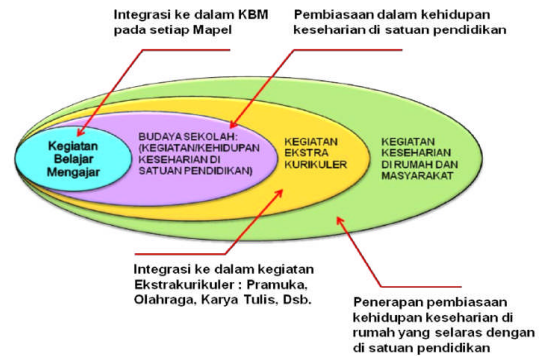 Integrasi ke dalam KBM
pada setiap Mapel
Pembiasaan dalam kehidupan
keseharian di satuan pendidikan
Kegiatan
Belajar
Mengajar
BUDAYA SEKOLAH:
(KEGIATAN/KEHIDUPAN
KESEHARIAN DI
SATUAN PENDIDIKAN)
KEGIATAN
EKSTRA
KURIKULER
KEGIATAN
KESEHARIAN
DI RUMAH DAN
MASYARAKAT
Integrasi ke dalam kegiatan
Ekstrakurikuler : Pramuka,
Olahraga, Karya Tulis, Dsb.
Penerapan pembiasaan
kehidupan keseharian di
rumah yang selaras dengan
di satuan pendidikan